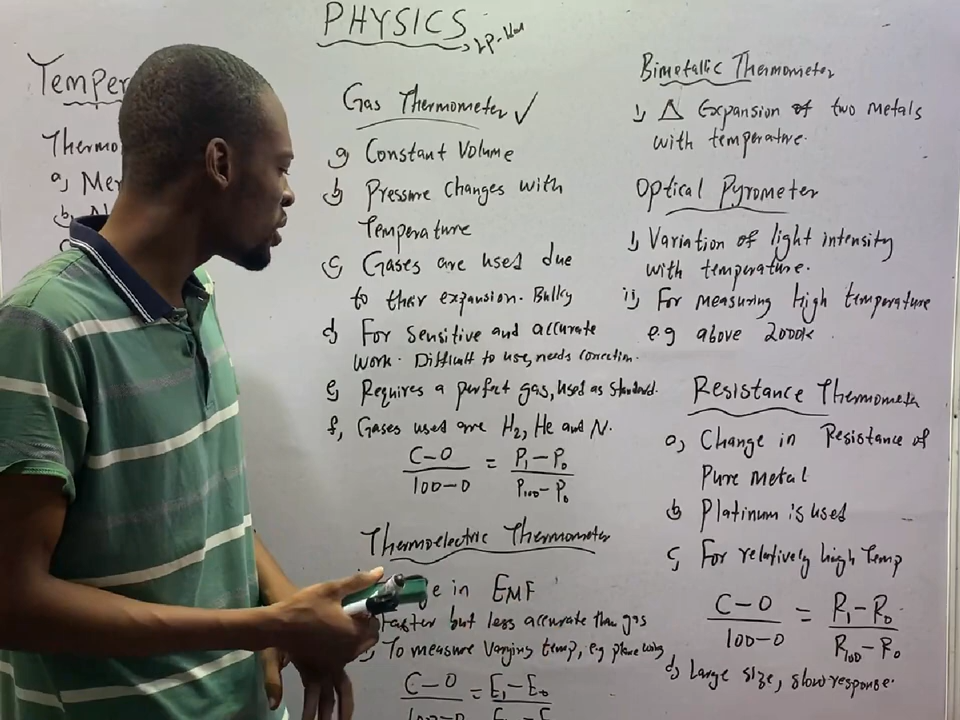 PHYSICS
Temper
Thermo
a, Mer
b,
Gas Thermometer ✓
a) Constant Volume
b) Pressure Changes with
Temperature
c) Gases are used due
to their expansion. Bulky
d) For Sensitive and accurate
work. Difficult to use, needs correction.
e) Requires a perfect gas, used as standard.
f, Gases used are H₂, He and N.
C-0 / 100-0 = P₁-P₀ / P₁₀₀-P₀
Thermoelectric Thermometer
ge in EMF
Faster but less accurate than gas
To measure Varying temp, e.g plane wing
C-0 / 100-0 = E₁-E₀
Bimetallic Thermometer
i, Δ Expansion of two metals
with temperature.
Optical Pyrometer
i, Variation of light intensity
with temperature.
ii, For measuring high temperature
e.g above 2000k.
Resistance Thermometer
a, Change in Resistance of
Pure metal
b) Platinum is used
c, For relatively high Temp
C-0 / 100-0 = R₁-R₀ / R₁₀₀-R₀
d, Large size, slow response.